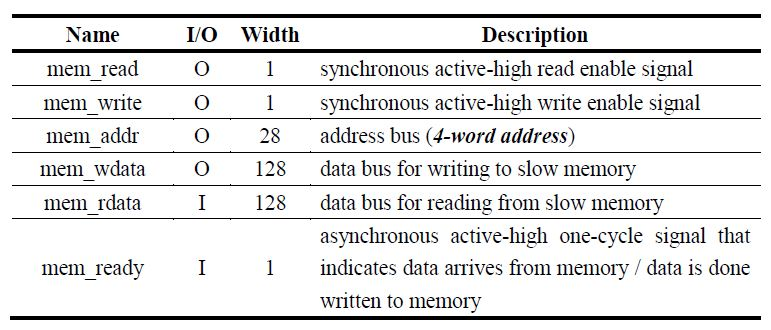 Name I/O Width Description
mem_read O 1 synchronous active-high read enable signal
mem_write O 1 synchronous active-high write enable signal
mem_addr O 28 address bus (4-word address)
mem_wdata O 128 data bus for writing to slow memory
mem_rdata I 128 data bus for reading from slow memory
asynchronous active-high one-cycle signal that
mem_ready I 1 indicates data arrives from memory / data is done
written to memory